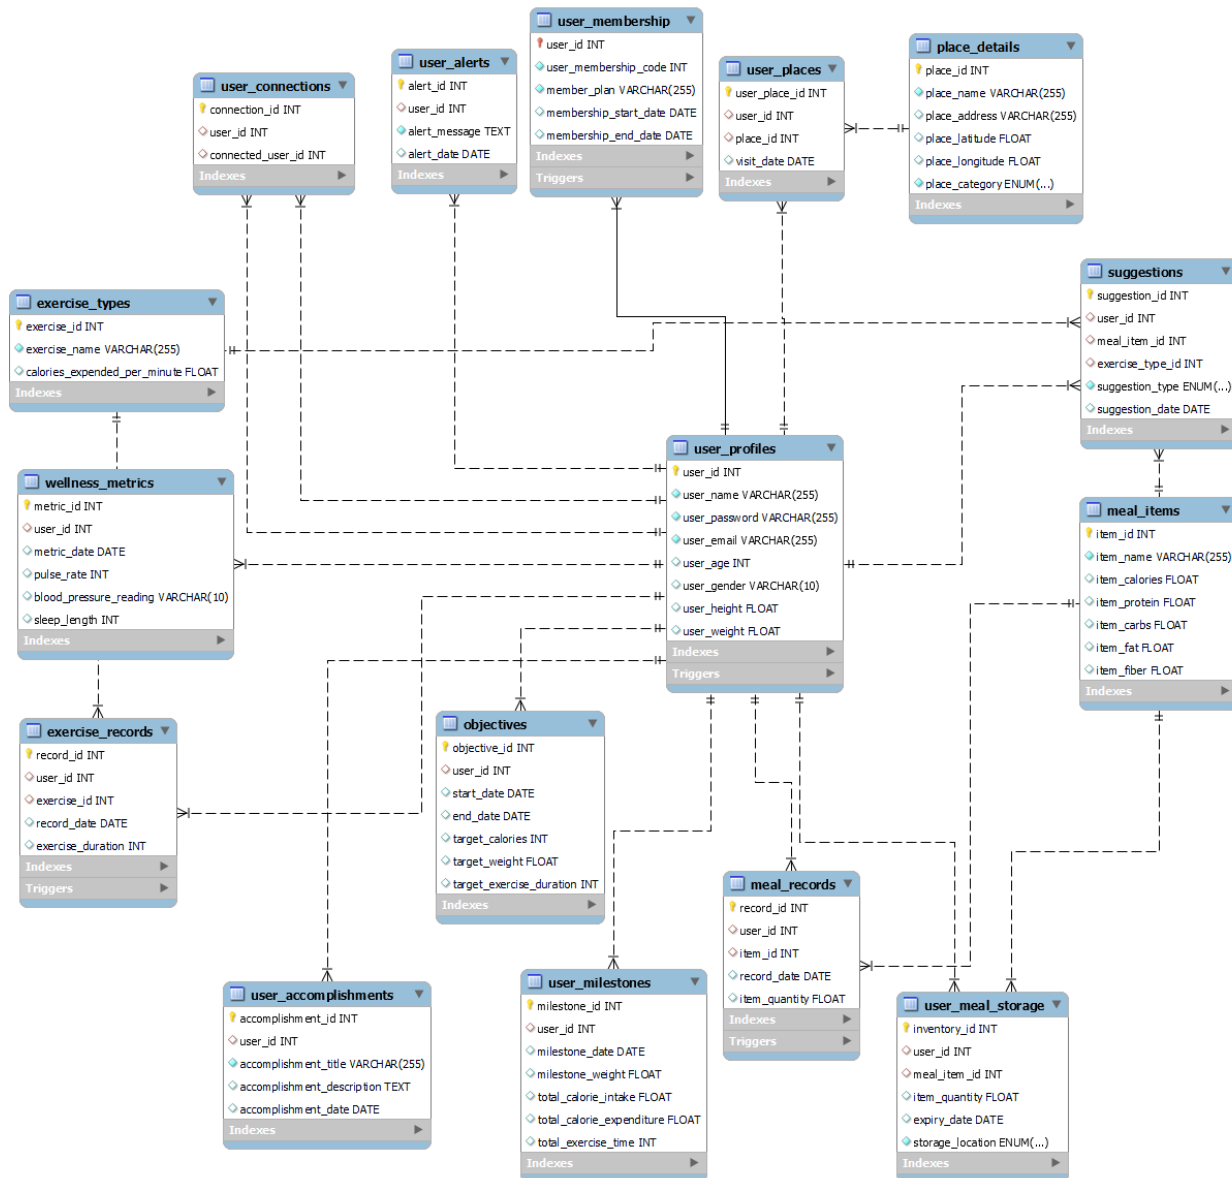 user_membership
user_id INT
user_membership_code INT
member_plan VARCHAR(255)
membership_start_date DATE
membership_end_date DATE
Indexes
Triggers
place_details
place_id INT
place_name VARCHAR(255)
place_address VARCHAR(255)
place_latitude FLOAT
place_longitude FLOAT
place_category ENUM(...)
Indexes
user_alerts
alert_id INT
user_id INT
alert_message TEXT
alert_date DATE
Indexes
user_places
user_place_id INT
user_id INT
place_id INT
visit_date DATE
Indexes
user_connections
connection_id INT
user_id INT
connected_user_id INT
Indexes
suggestions
suggestion_id INT
user_id INT
meal_item_id INT
exercise_type_id INT
suggestion_type ENUM(...)
suggestion_date DATE
Indexes
exercise_types
exercise_id INT
exercise_name VARCHAR(255)
calories_expended_per_minute FLOAT
Indexes
user_profiles
user_id INT
user_name VARCHAR(255)
user_password VARCHAR(255)
user_email VARCHAR(255)
user_age INT
user_gender VARCHAR(10)
user_height FLOAT
user_weight FLOAT
Indexes
Triggers
wellness_metrics
metric_id INT
user_id INT
metric_date DATE
pulse_rate INT
blood_pressure_reading VARCHAR(10)
sleep_length INT
Indexes
meal_items
item_id INT
item_name VARCHAR(255)
item_calories FLOAT
item_protein FLOAT
item_carbs FLOAT
item_fat FLOAT
item_fiber FLOAT
Indexes
exercise_records
record_id INT
user_id INT
exercise_id INT
record_date DATE
exercise_duration INT
Indexes
Triggers
objectives
objective_id INT
user_id INT
start_date DATE
end_date DATE
target_calories INT
target_weight FLOAT
target_exercise_duration INT
Indexes
meal_records
record_id INT
user_id INT
item_id INT
record_date DATE
item_quantity FLOAT
Indexes
Triggers
user_accomplishments
accomplishment_id INT
user_id INT
accomplishment_title VARCHAR(255)
accomplishment_description TEXT
accomplishment_date DATE
Indexes
user_milestones
milestone_id INT
user_id INT
milestone_date DATE
milestone_weight FLOAT
total_calorie_intake FLOAT
total_calorie_expenditure FLOAT
total_exercise_time INT
Indexes
user_meal_storage
inventory_id INT
user_id INT
meal_item_id INT
item_quantity FLOAT
expiry_date DATE
storage_location ENUM(...)
Indexes